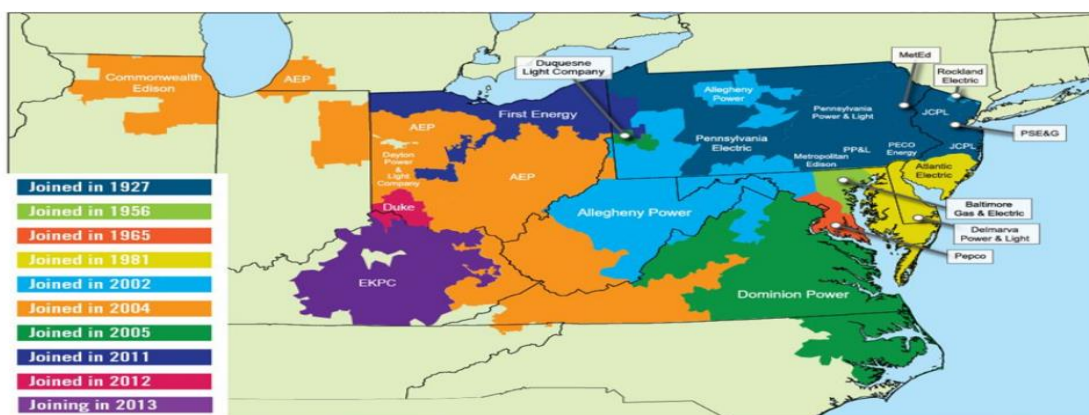 Commonwealth
Edison
AEP
Duquesne
Light Company
MetEd
Rockland
Electric
Allegheny
Power
First Energy
Pennsylvania
Power & Light
JCPL
PSE&G
AEP
Pennsylvania
Electric
PP&L
PECO
Energy
JCPL
Dayton
Power
&
Light
Company
AEP
Metropolitan
Edison
Atlantic
Electric
Duke
Allegheny Power
Baltimore
Gas & Electric
Delmarva
Power & Light
Pepco
EKPC
Dominion Power
Joined in 1927
Joined in 1956
Joined in 1965
Joined in 1981
Joined in 2002
Joined in 2004
Joined in 2005
Joined in 2011
Joined in 2012
Joining in 2013